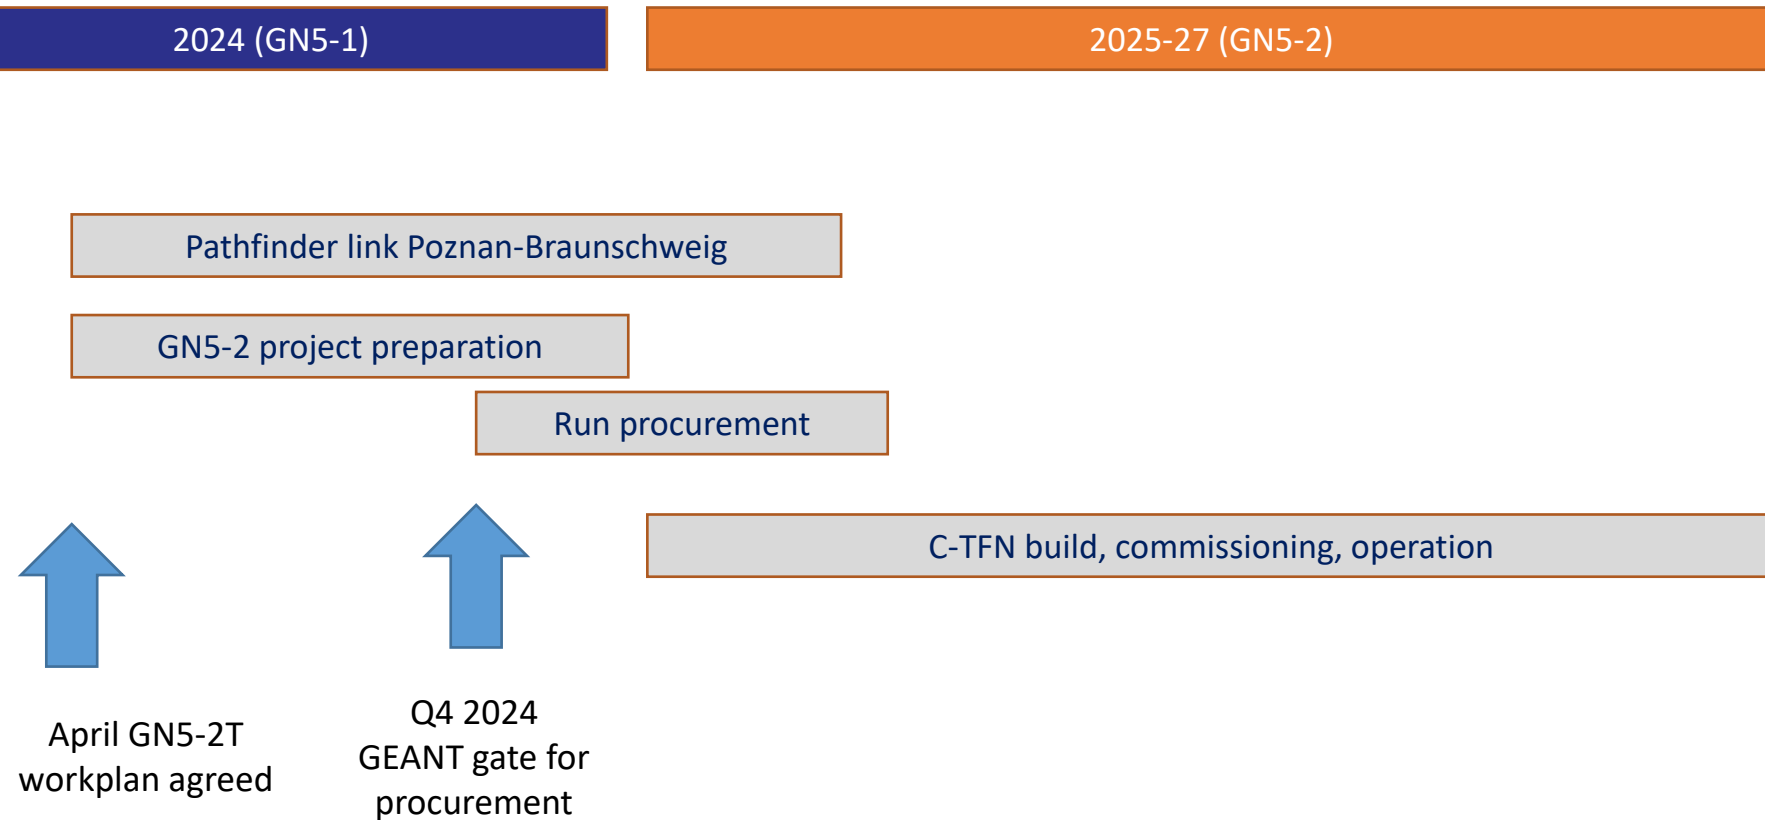 2024 (GN5-1)
2025-27 (GN5-2)
Pathfinder link Poznan-Braunschweig
GN5-2 project preparation
Run procurement
C-TFN build, commissioning, operation
April GN5-2T
workplan agreed
Q4 2024
GEANT gate for
procurement